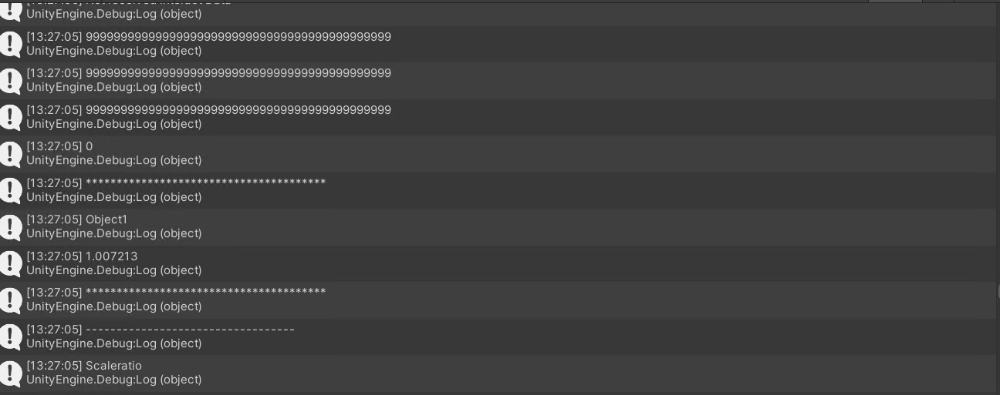 UnityEngine.Debug:Log (object)
[13:27:05] 99999999999999999999999999999999999999999999
UnityEngine.Debug:Log (object)
[13:27:05] 99999999999999999999999999999999999999999999
UnityEngine.Debug:Log (object)
[13:27:05] 99999999999999999999999999999999999999999999
UnityEngine.Debug:Log (object)
[13:27:05] 0
UnityEngine.Debug:Log (object)
[13:27:05] ***************************************
UnityEngine.Debug:Log (object)
[13:27:05] Object1
UnityEngine.Debug:Log (object)
[13:27:05] 1.007213
UnityEngine.Debug:Log (object)
[13:27:05] ***************************************
UnityEngine.Debug:Log (object)
[13:27:05] ----------------------------------
UnityEngine.Debug:Log (object)
[13:27:05] Scaleratio
UnityEngine.Debug:Log (object)